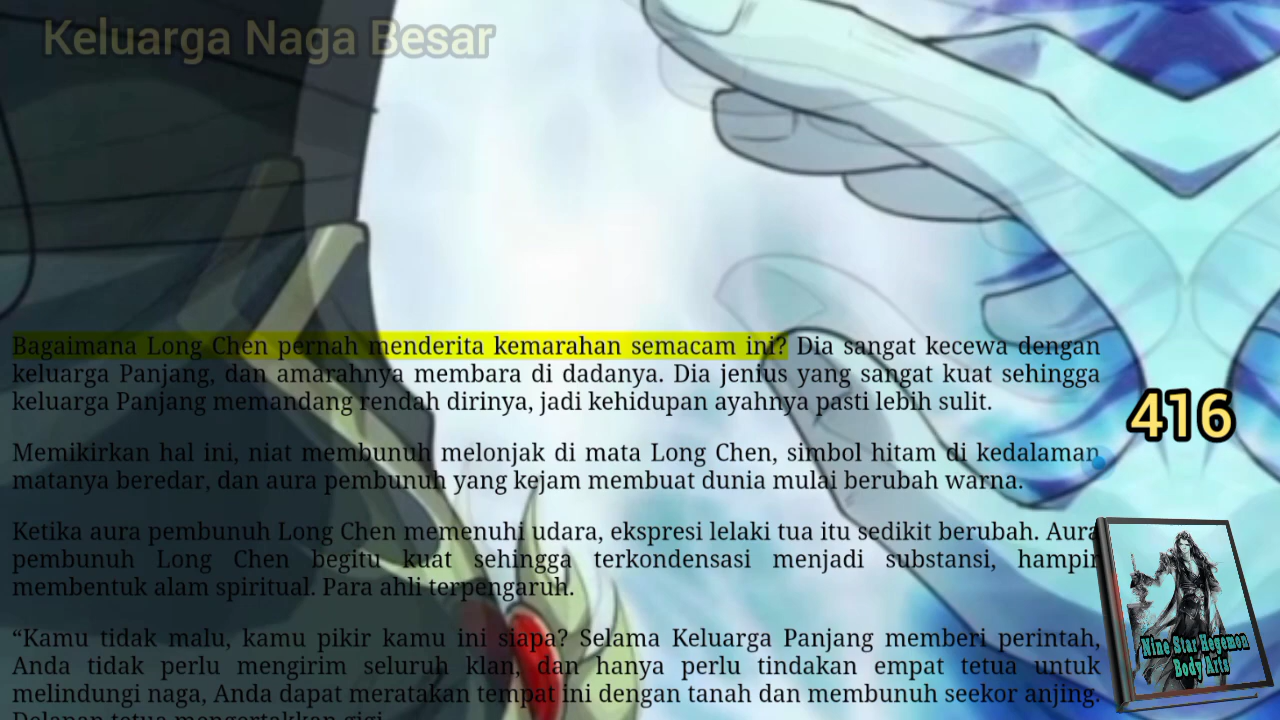 Keluarga Naga Besar
Bagaimana Long Chen pernah menderita kemarahan semacam ini? Dia sangat kecewa dengan
keluarga Panjang, dan amarahnya membara di dadanya. Dia jenius yang sangat kuat sehingga
keluarga Panjang memandang rendah dirinya, jadi kehidupan ayahnya pasti lebih sulit.
Memikirkan hal ini, niat membunuh melonjak di mata Long Chen, simbol hitam di kedalaman
matanya beredar, dan aura pembunuh yang kejam membuat dunia mulai berubah warna.
Ketika aura pembunuh Long Chen memenuhi udara, ekspresi lelaki tua itu sedikit berubah. Aura
pembunuh Long Chen begitu kuat sehingga terkondensasi menjadi substansi, hampir
membentuk alam spiritual. Para ahli terpengaruh.
“Kamu tidak malu, kamu pikir kamu ini siapa? Selama Keluarga Panjang memberi perintah,
Anda tidak perlu mengirim seluruh klan, dan hanya perlu tindakan empat tetua untuk
melindungi naga, Anda dapat meratakan tempat ini dengan tanah dan membunuh seekor anjing.
Delapan tetua mengertakkan gigi.
416
Nine Star Hegemon
Body Arts